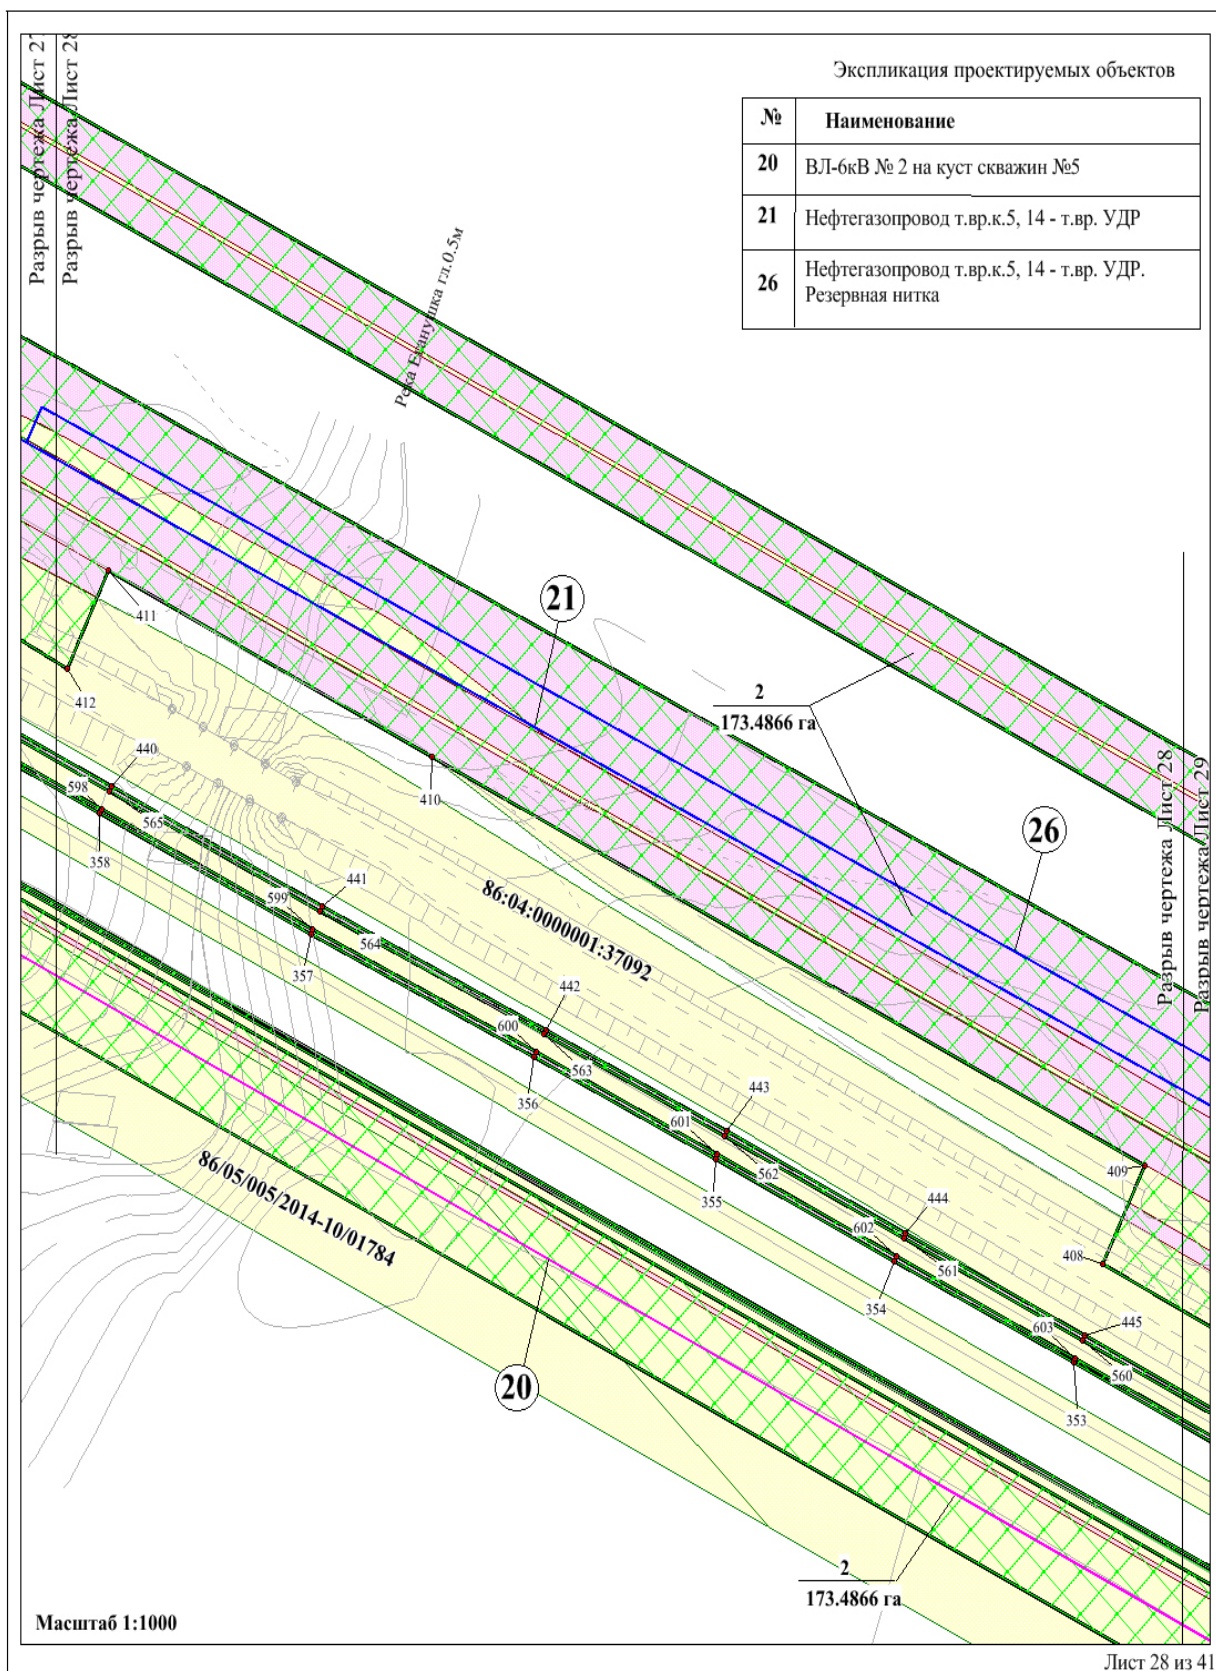 Экспликация проектируемых объектов
№ Наименование
20 ВЛ-6кВ № 2 на куст скважин №5
21 Нефтегазопровод т.вр.к.5, 14 - т.вр. УДР
26 Нефтегазопровод т.вр.к.5, 14 - т.вр. УДР.
Резервная нитка
Разрыв чертежа Лист 27
Разрыв чертежа Лист 28
Река Еганушка гл.0.5м
21
411
412
2
173.4866 га
410
440
598
565
358
26
Разрыв чертежа Лист 28
Разрыв чертежа Лист 29
441
599
564
357
86:04:0000001:37092
442
600
563
356
443
601
562
355
409
408
444
602
561
354
86/05/005/2014-10/01784
445
603
560
353
20
2
173.4866 га
Масштаб 1:1000
Лист 28 из 41